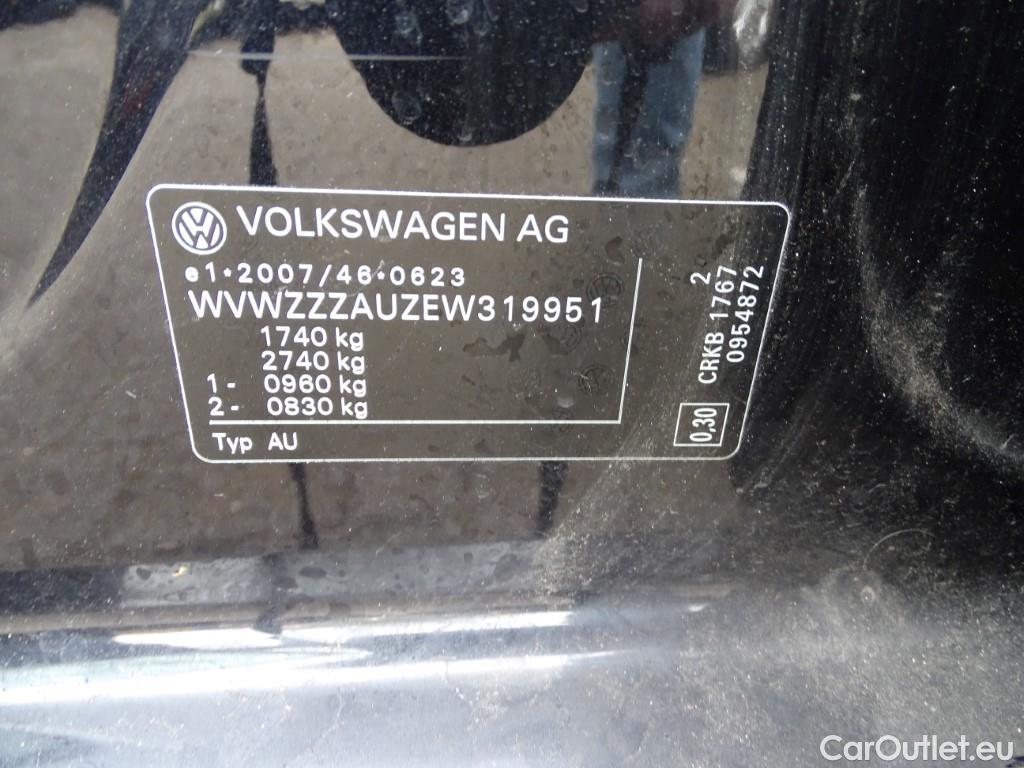 VOLKSWAGEN AG
e1*2007/46*0623
WVWZZZAUZEW319951
1740 kg
2740 kg
1- 0960 kg
2- 0830 kg
Typ AU
2
CRKB 1767
0954872
0,30
CarOutlet.eu